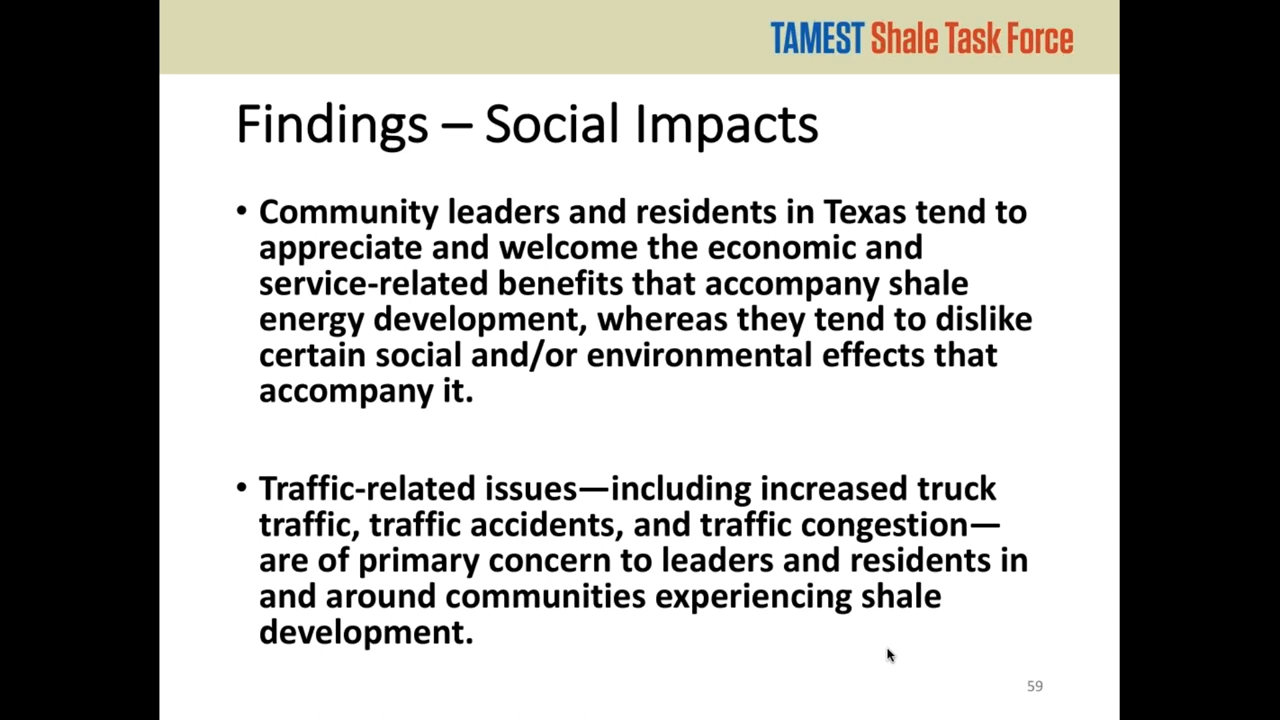 TAMEST Shale Task Force
Findings – Social Impacts
• Community leaders and residents in Texas tend to
appreciate and welcome the economic and
service-related benefits that accompany shale
energy development, whereas they tend to dislike
certain social and/or environmental effects that
accompany it.
• Traffic-related issues—including increased truck
traffic, traffic accidents, and traffic congestion—
are of primary concern to leaders and residents in
and around communities experiencing shale
development.
59